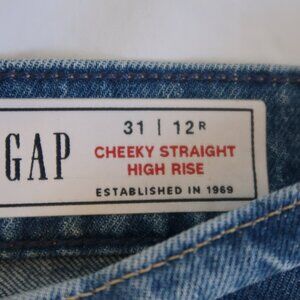 GAP
31 | 12R
CHEEKY STRAIGHT
HIGH RISE
ESTABLISHED IN 1969